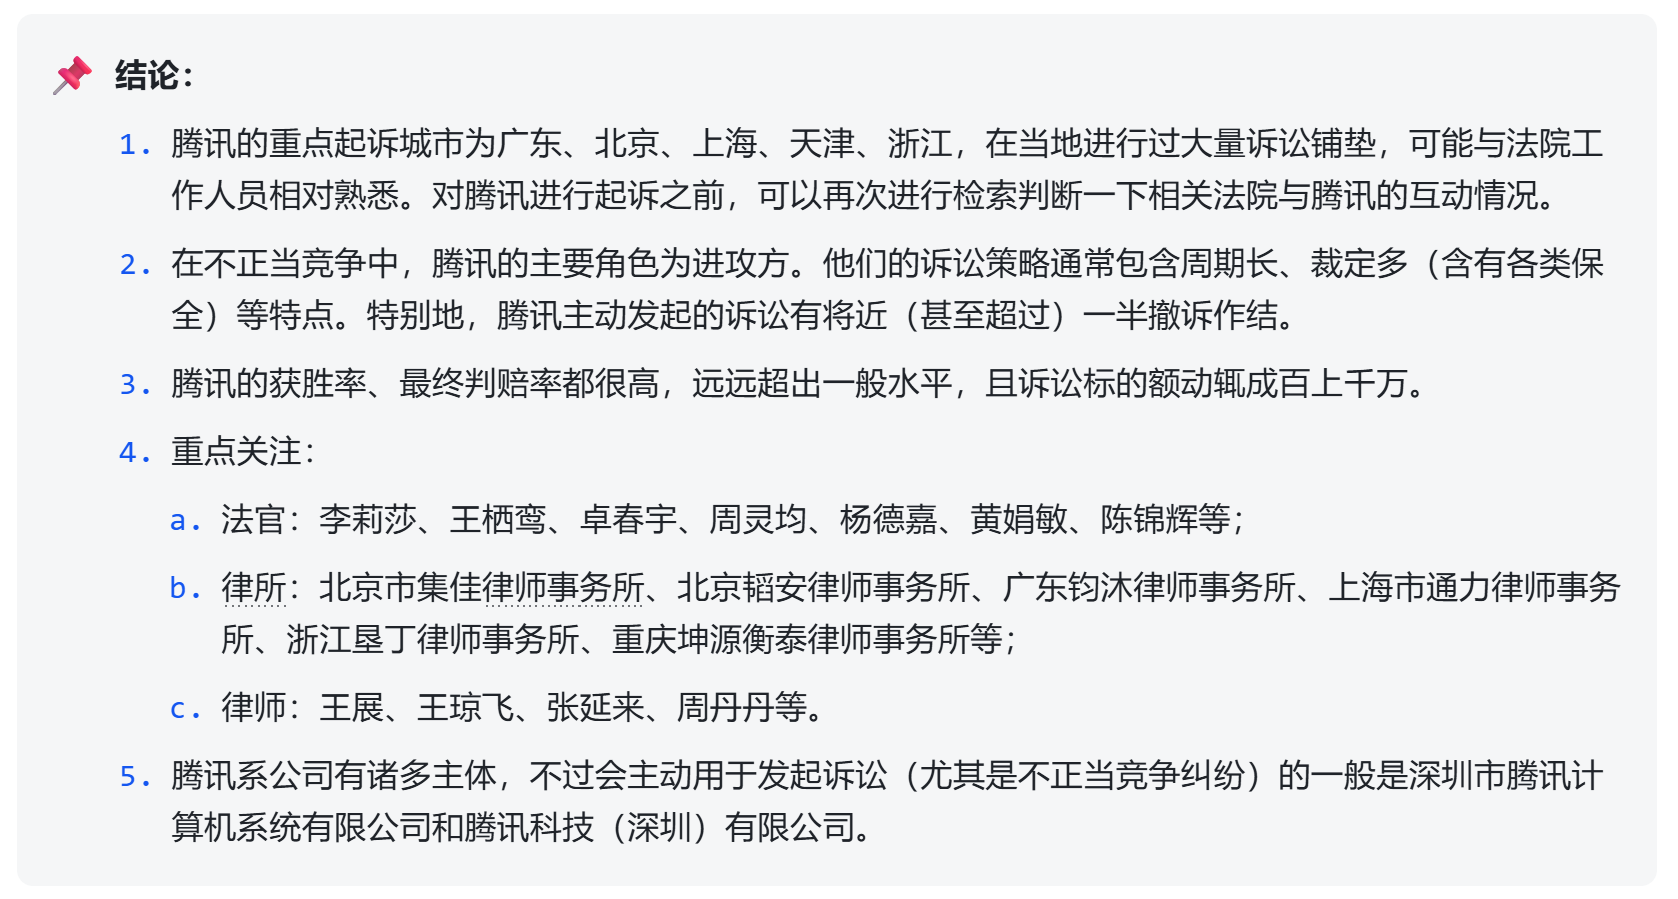 结论：
1. 腾讯的重点起诉城市为广东、北京、上海、天津、浙江，在当地进行过大量诉讼铺垫，可能与法院工
作人员相对熟悉。对腾讯进行起诉之前，可以再次进行检索判断一下相关法院与腾讯的互动情况。
2. 在不正当竞争中，腾讯的主要角色为进攻方。他们的诉讼策略通常包含周期长、裁定多（含有各类保
全）等特点。特别地，腾讯主动发起的诉讼有将近（甚至超过）一半撤诉作结。
3. 腾讯的获胜率、最终判赔率都很高，远远超出一般水平，且诉讼标的额动辄成百上千万。
4. 重点关注：
a. 法官：李莉莎、王栖鸾、卓春宇、周灵均、杨德嘉、黄娟敏、陈锦辉等；
b. 律所：北京市集佳律师事务所、北京韬安律师事务所、广东钧沐律师事务所、上海市通力律师事务
所、浙江垦丁律师事务所、重庆坤源衡泰律师事务所等；
c. 律师：王展、王琼飞、张延来、周丹丹等。
5. 腾讯系公司有诸多主体，不过会主动用于发起诉讼（尤其是不正当竞争纠纷）的一般是深圳市腾讯计
算机系统有限公司和腾讯科技（深圳）有限公司。